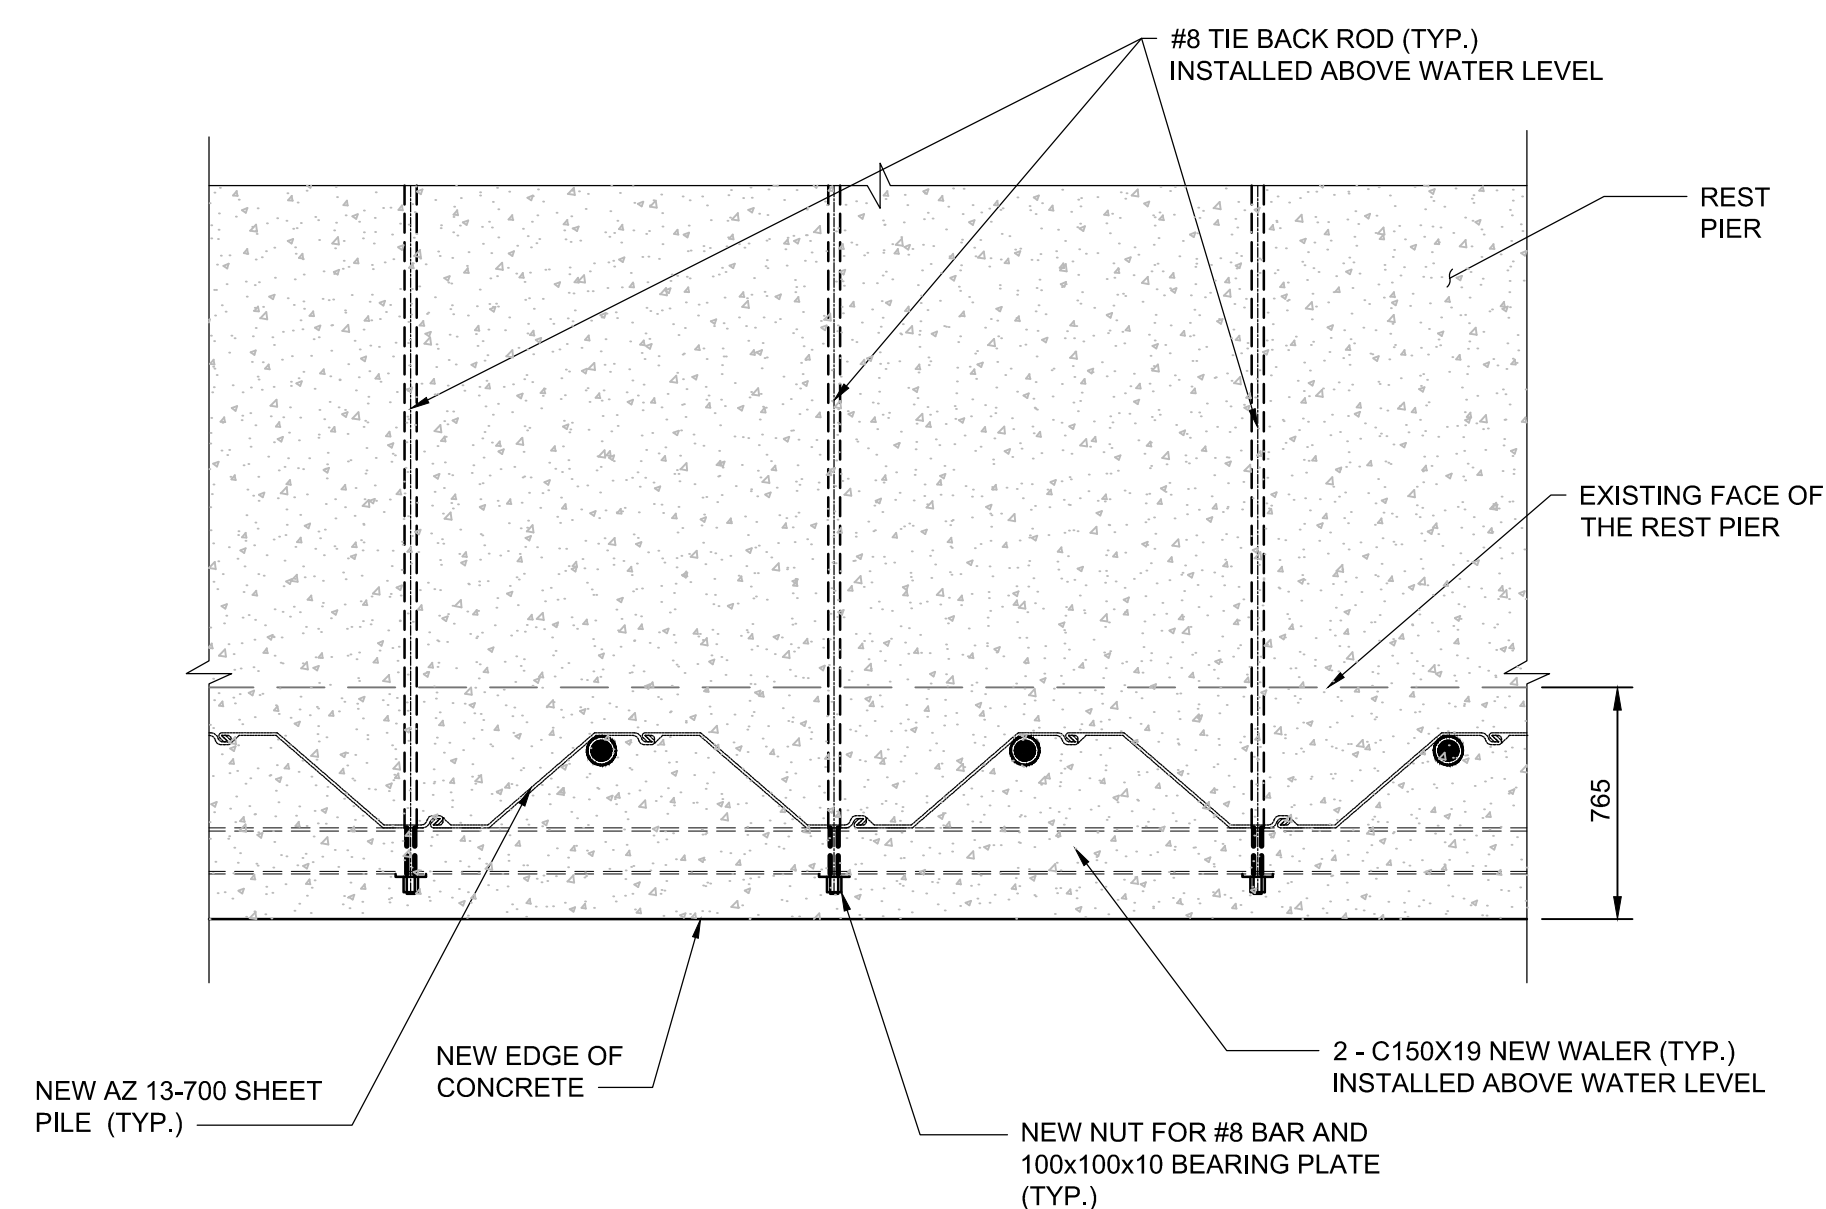 #8 TIE BACK ROD (TYP.)
INSTALLED ABOVE WATER LEVEL
REST
PIER
EXISTING FACE OF
THE REST PIER
765
2 - C150X19 NEW WALER (TYP.)
INSTALLED ABOVE WATER LEVEL
NEW EDGE OF
CONCRETE
NEW AZ 13-700 SHEET
PILE (TYP.)
NEW NUT FOR #8 BAR AND
100x100x10 BEARING PLATE
(TYP.)